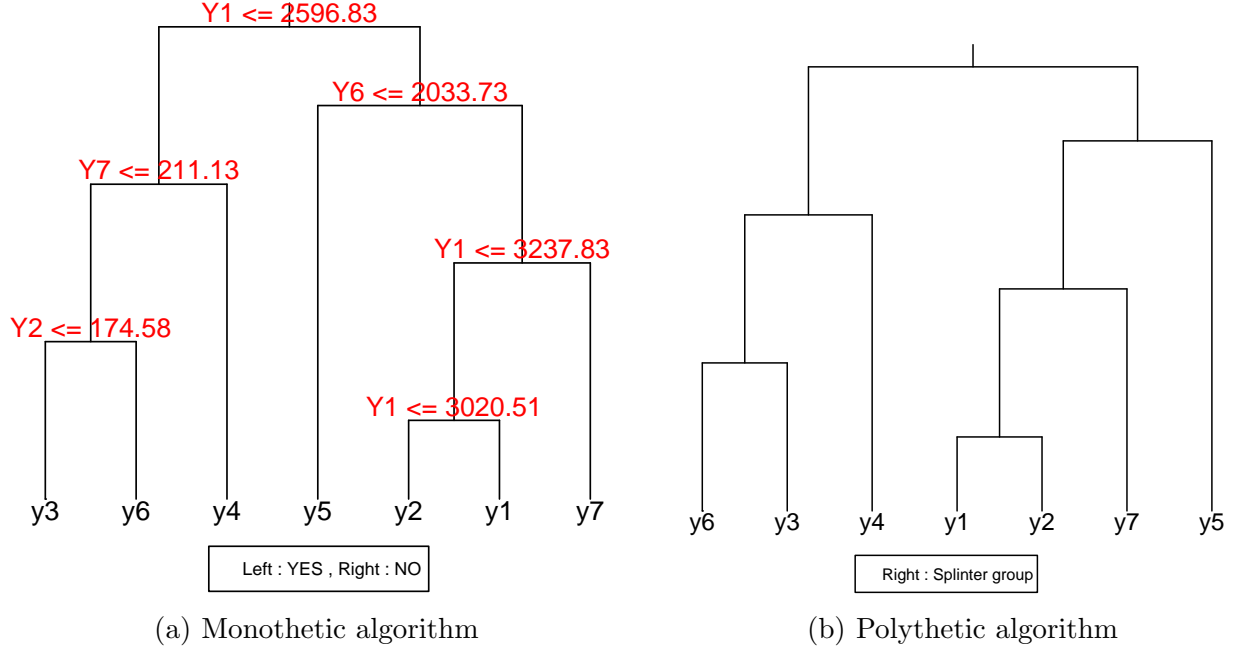 Y1 <= 2596.83
Y6 <= 2033.73
Y7 <= 211.13
Y1 <= 3237.83
Y2 <= 174.58
Y1 <= 3020.51
y3 y6 y4 y5 y2 y1 y7
Left : YES , Right : NO
(a) Monothetic algorithm
y6 y3 y4 y1 y2 y7 y5
Right : Splinter group
(b) Polythetic algorithm